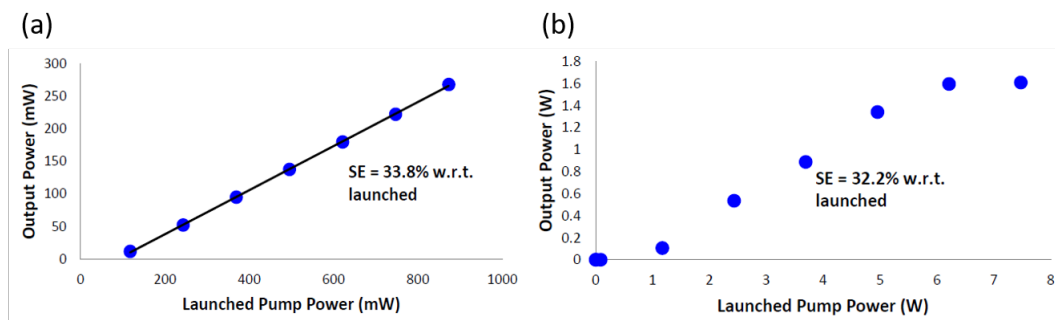 (a)
(b)
Output Power (mW)
300
250
200
150
100
50
0
SE = 33.8% w.r.t.
launched
0 200 400 600 800 1000
Launched Pump Power (mW)
Output Power (W)
1.8
1.6
1.4
1.2
1
0.8
0.6
0.4
0.2
0
SE = 32.2% w.r.t.
launched
0 1 2 3 4 5 6 7 8
Launched Pump Power (W)